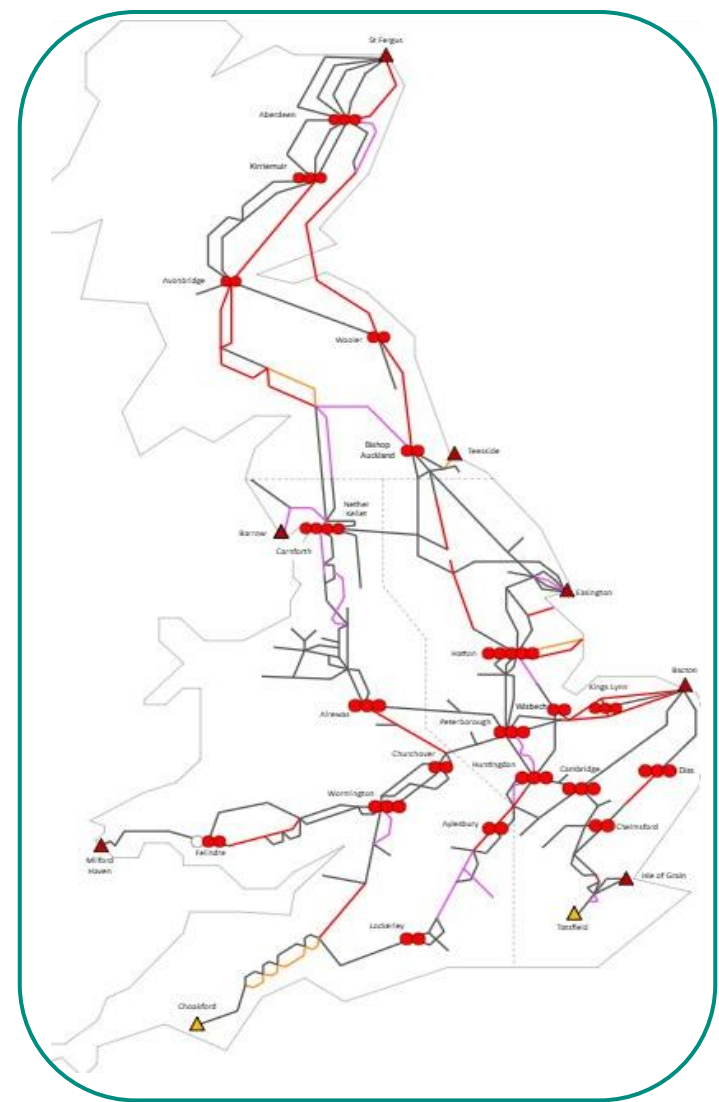 St Fergus
Aberdeen
Kirriemuir
Avonbridge
Wooler
Bishop
Auckland
Teesside
Nether
Kellet
Barrow
Carnforth
Easington
Hatton
Bacton
Kings Lynn
Wisbech
Alrewas
Peterborough
Churchover
Huntingdon
Cambridge
Diss
Wormington
Aylesbury
Chelmsford
Felindre
Milford
Haven
Isle of Grain
Tatsfield
Lockerley
Choakford